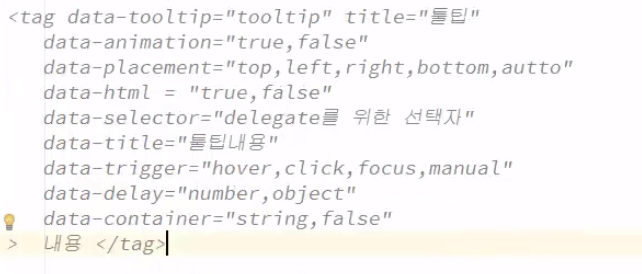 <tag data-tooltip="tooltip" title="툴팁"
data-animation="true,false"
data-placement="top,left,right,bottom,autto"
data-html = "true,false"
data-selector="delegate를 위한 선택자"
data-title="툴팁내용"
data-trigger="hover,click,focus,manual"
data-delay="number,object"
data-container="string,false"
> 내용 </tag>